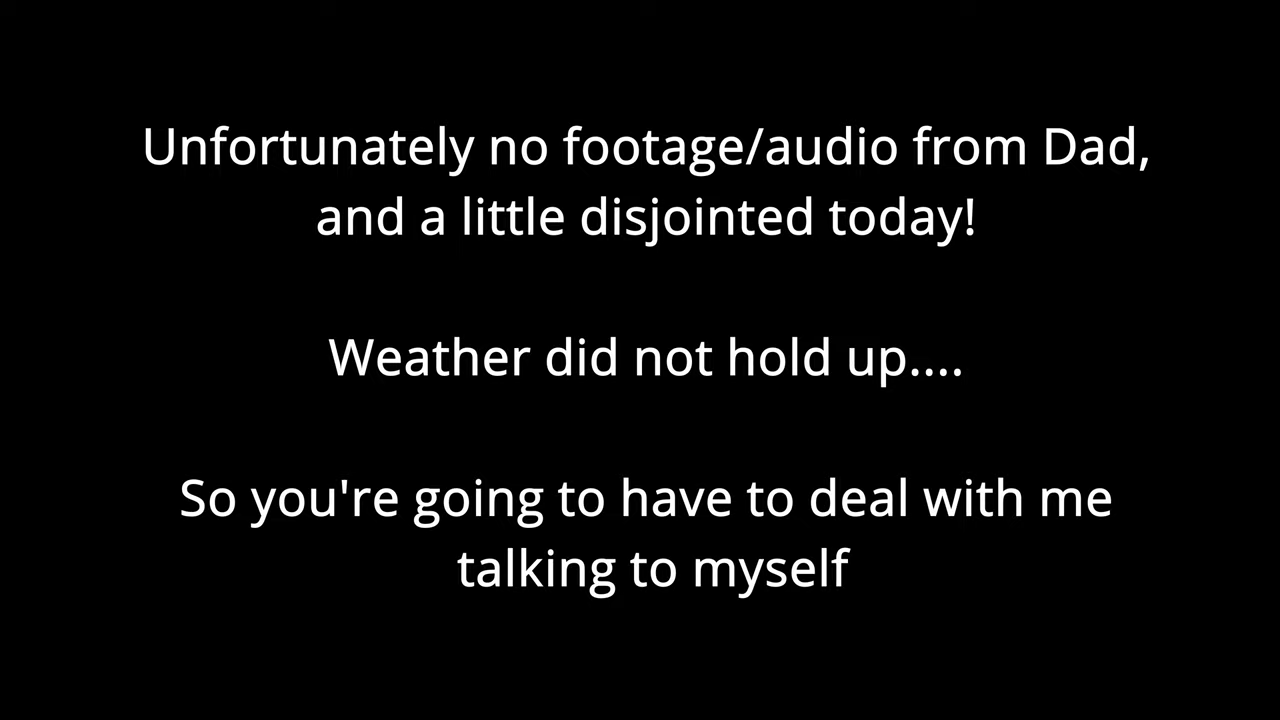 Unfortunately no footage/audio from Dad,
and a little disjointed today!
Weather did not hold up....
So you're going to have to deal with me
talking to myself